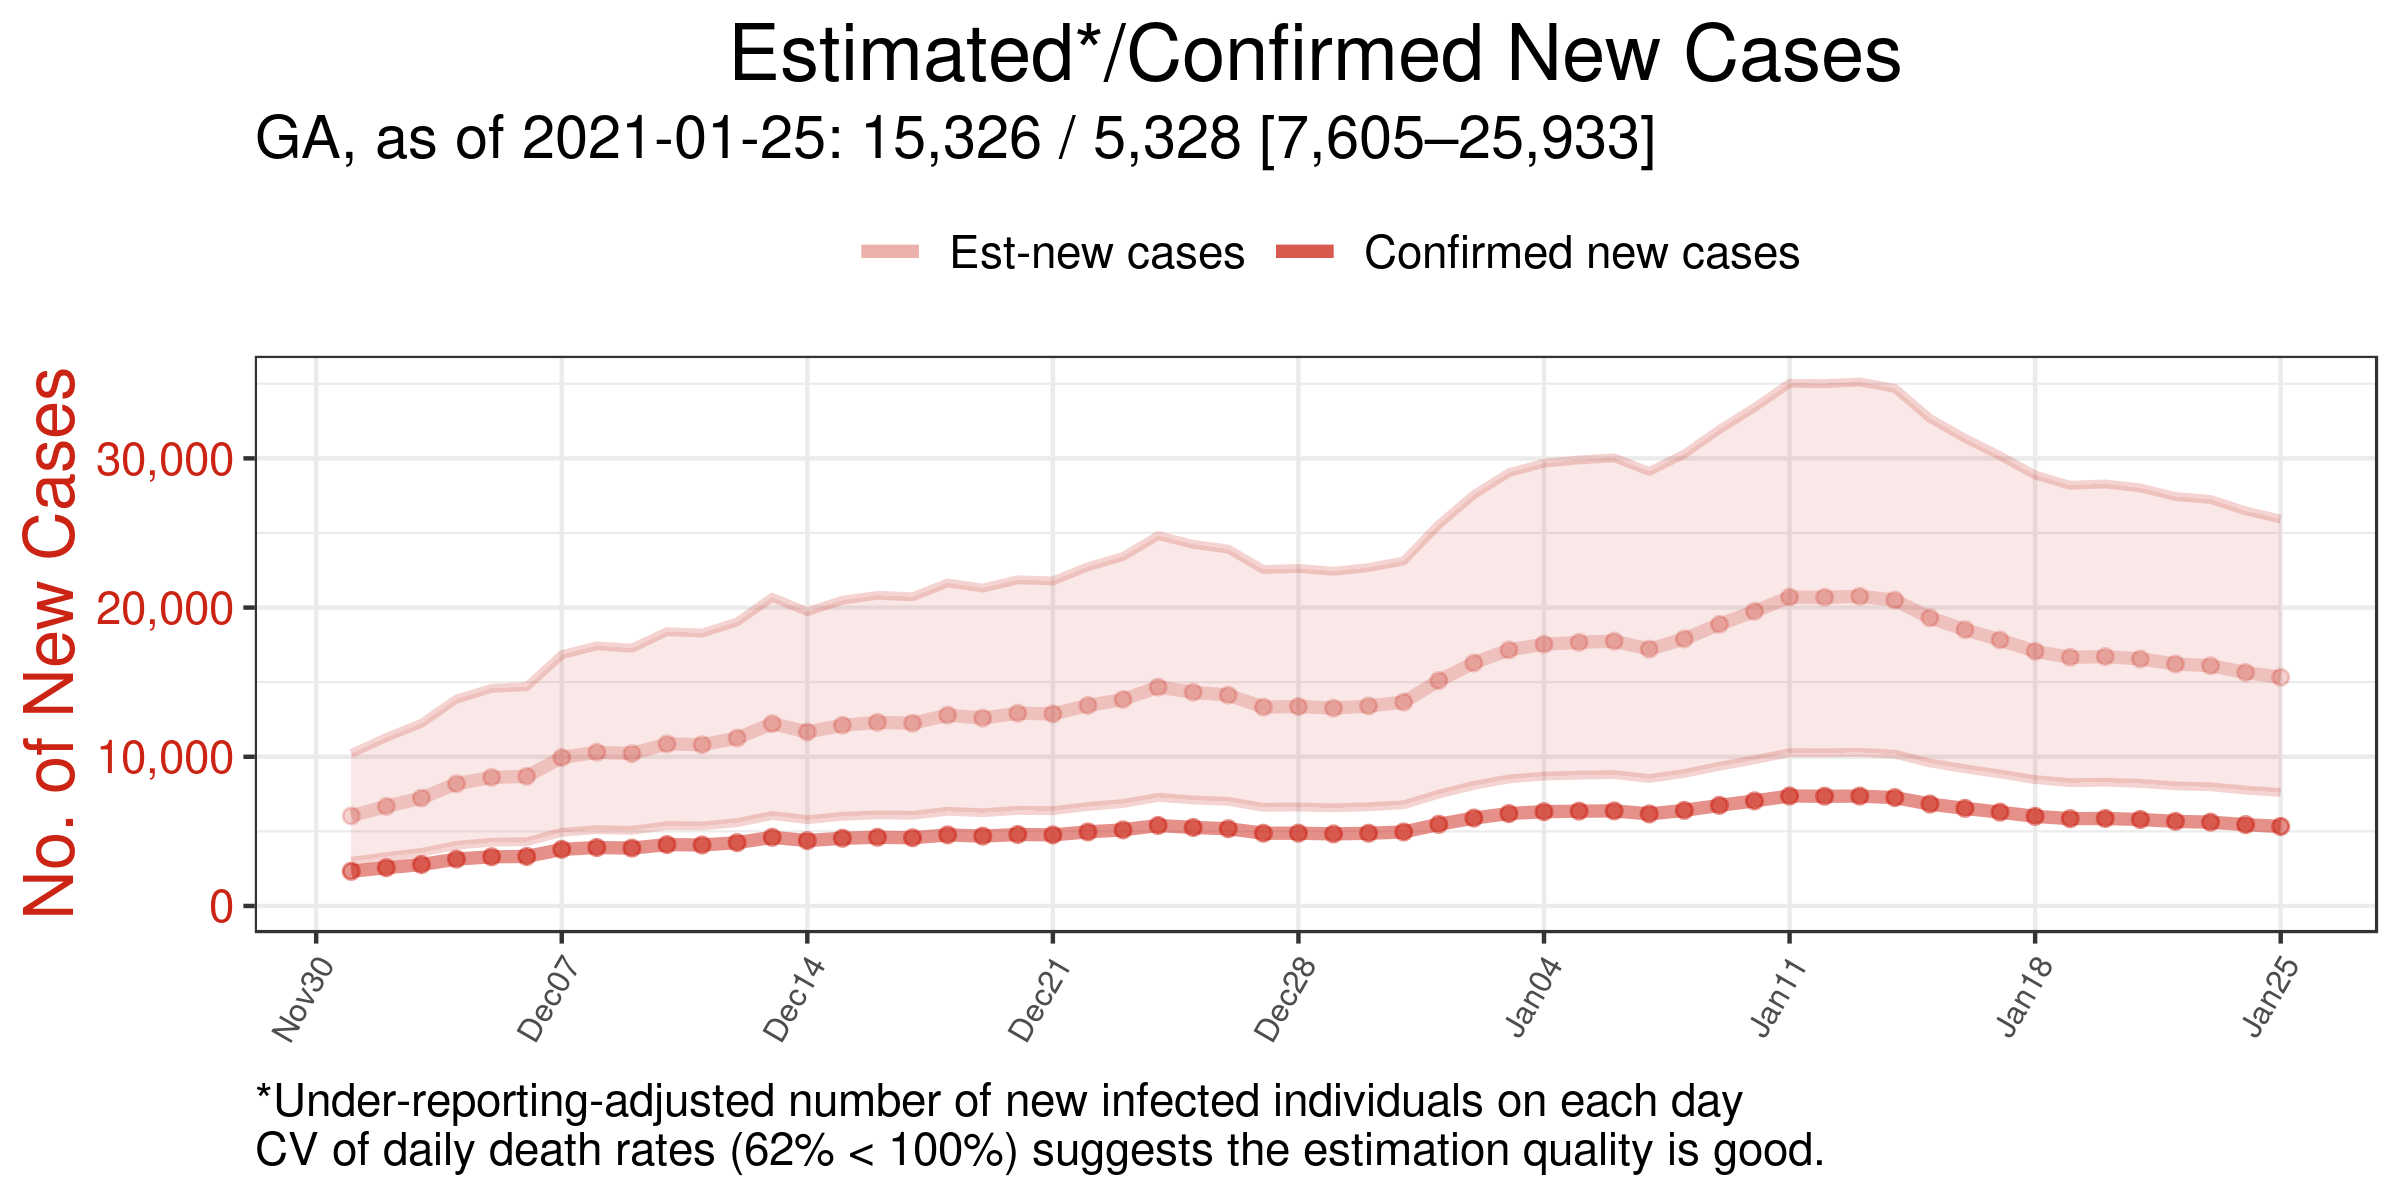 Estimated*/Confirmed New Cases
GA, as of 2021-01-25: 15,326 / 5,328 [7,605–25,933]
Est-new cases
Confirmed new cases
No. of New Cases
30,000
20,000
10,000
0
Nov30
Dec07
Dec14
Dec21
Dec28
Jan04
Jan11
Jan18
Jan25
*Under-reporting-adjusted number of new infected individuals on each day
CV of daily death rates (62% < 100%) suggests the estimation quality is good.